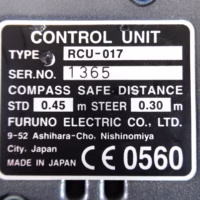 CONTROL UNIT
TYPE RCU-017
SER.NO. 1365
COMPASS SAFE DISTANCE
STD 0.45 m STEER 0.30 m
FURUNO ELECTRIC CO., LTD.
9-52 Ashihara-Cho, Nishinomiya
City, Japan
MADE IN JAPAN CE 0560